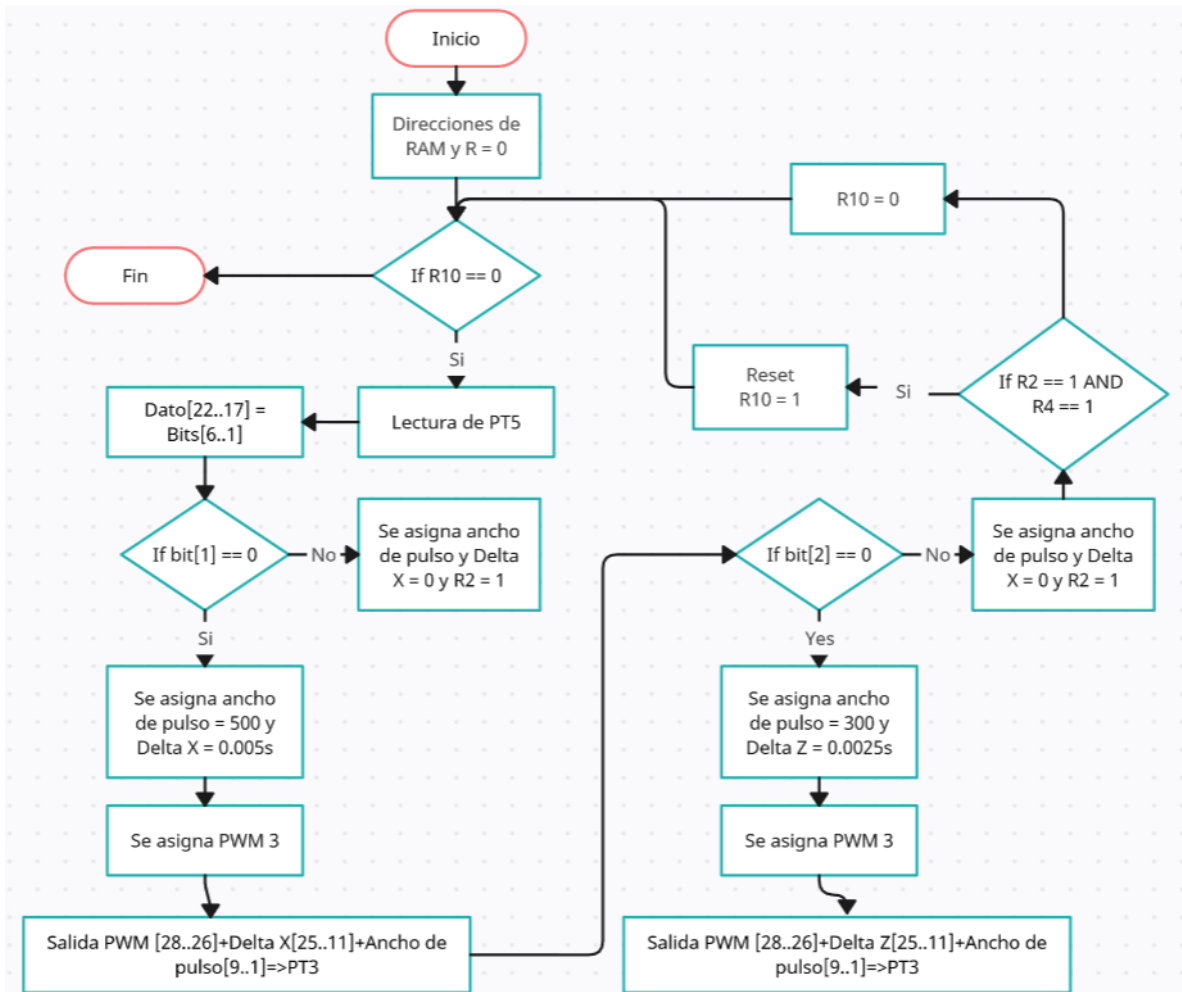 Inicio
Direcciones de
RAM y R = 0
R10 = 0
Fin
If R10 == 0
Si
Reset
R10 = 1
Si
If R2 == 1 AND
R4 == 1
Dato[22..17] =
Bits[6..1]
Lectura de PT5
If bit[1] == 0
No
Se asigna ancho
de pulso y Delta
X = 0 y R2 = 1
If bit[2] == 0
No
Se asigna ancho
de pulso y Delta
X = 0 y R2 = 1
Si
Yes
Se asigna ancho
de pulso = 500 y
Delta X = 0.005s
Se asigna ancho
de pulso = 300 y
Delta Z = 0.0025s
Se asigna PWM 3
Se asigna PWM 3
Salida PWM [28..26]+Delta X[25..11]+Ancho de
pulso[9..1]=>PT3
Salida PWM [28..26]+Delta Z[25..11]+Ancho de
pulso[9..1]=>PT3